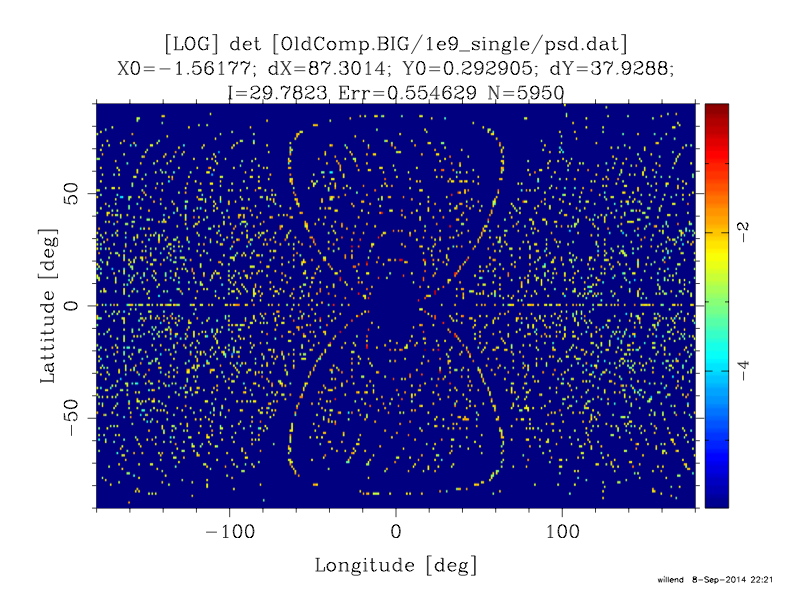 [LOG] det [OldComp.BIG/1e9_single/psd.dat]
X0=-1.56177; dX=87.3014; Y0=0.292905; dY=37.9288;
I=29.7823 Err=0.554629 N=5950
50
0
-50
Lattitude [deg]
-2
-4
-100 0 100
Longitude [deg]
willend 8-Sep-2014 22:21